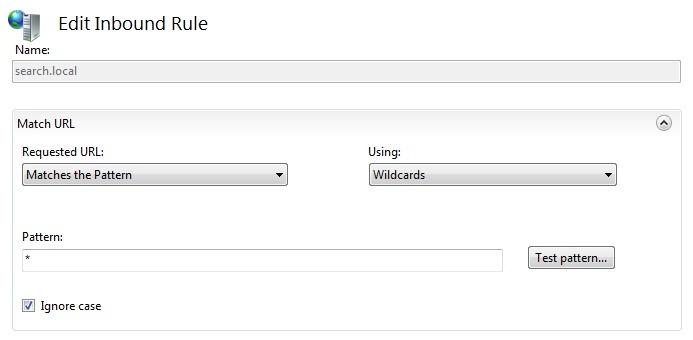 Edit Inbound Rule
Name:
search.local
Match URL
Requested URL: Using:
Matches the Pattern Wildcards
Pattern:
* Test pattern...
Ignore case